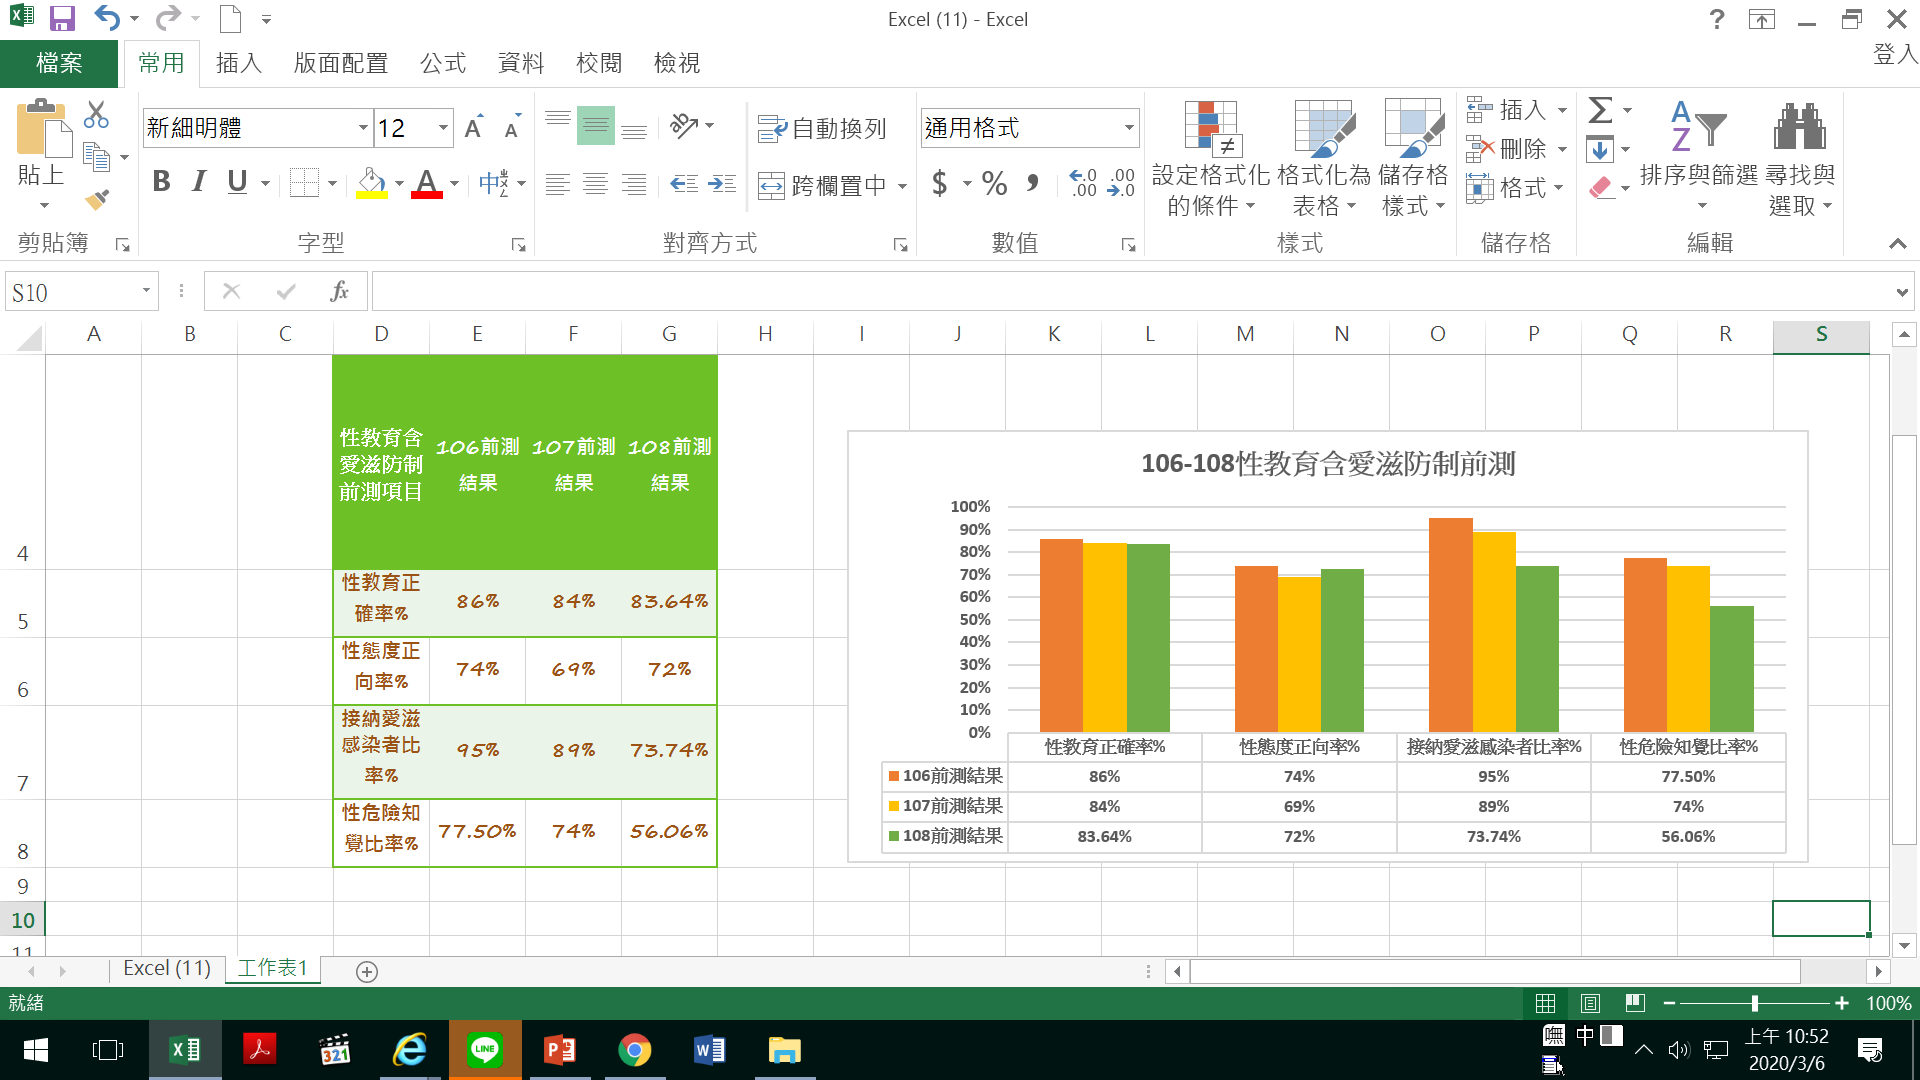 Excel (11) - Excel
?
登入
檔案 常用 插入 版面配置 公式 資料 校閱 檢視
新細明體 12 自動換列 通用格式
貼上
B I U A 中 跨欄置中 $ %
設定格式化的條件 格式化為表格 儲存格樣式
插入
刪除
格式
排序與篩選 尋找與選取
剪貼簿 字型 對齊方式 數值 樣式 儲存格 編輯
S10 fx
A B C D E F G H I J K L M N O P Q R S
4
5
6
7
8
9
10
11
性教育含愛滋防制前測項目 106前測結果 107前測結果 108前測結果
性教育正確率% 86% 84% 83.64%
性態度正向率% 74% 69% 72%
接納愛滋感染者比率% 95% 89% 73.74%
性危險知覺比率% 77.50% 74% 56.06%
106-108性教育含愛滋防制前測
100%
90%
80%
70%
60%
50%
40%
30%
20%
10%
0%
性教育正確率% 性態度正向率% 接納愛滋感染者比率% 性危險知覺比率%
106前測結果 86% 74% 95% 77.50%
107前測結果 84% 69% 89% 74%
108前測結果 83.64% 72% 73.74% 56.06%
Excel (11) 工作表1
就緒 100%
321 LINE
中
上午 10:52
2020/3/6